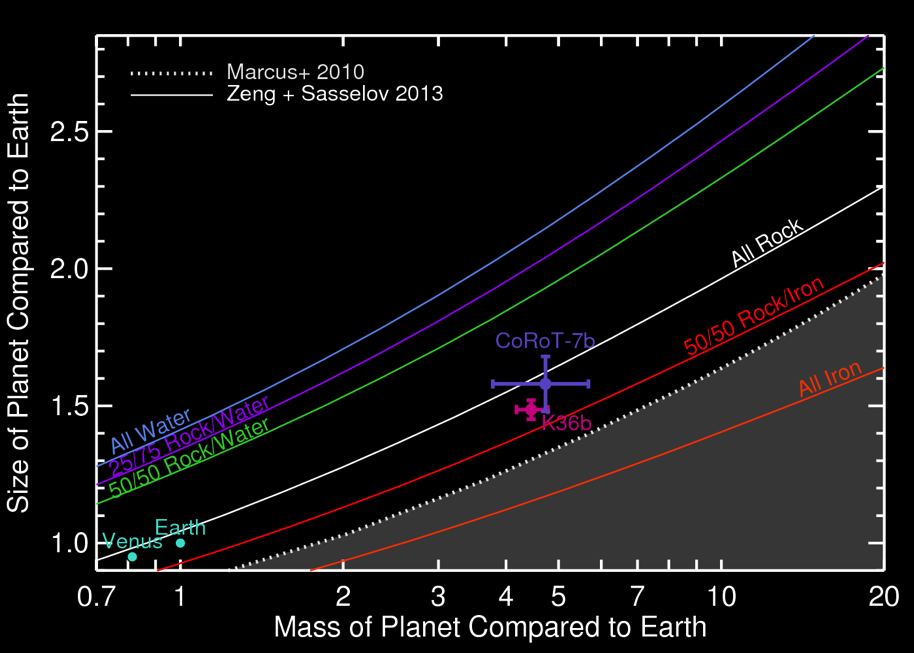 Marcus+ 2010
Zeng + Sasselov 2013
Size of Planet Compared to Earth
2.5
2.0
1.5
1.0
All Rock
50/50 Rock/Iron
All Iron
CoRoT-7b
K36b
All Water
25/75 Rock/Water
50/50 Rock/Water
Earth
Venus
0.7 1 2 3 4 5 7 10 20
Mass of Planet Compared to Earth